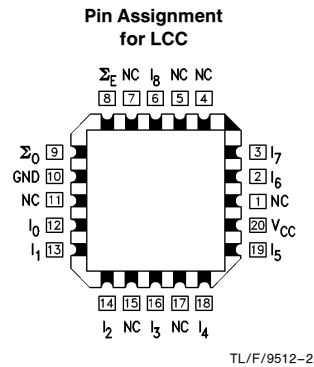 Pin Assignment
for LCC
ΣE NC I8 NC NC
8 7 6 5 4
ΣO 9
3 I7
GND 10
2 I6
NC 11
1 NC
I0 12
20 VCC
I1 13
19 I5
14 15 16 17 18
I2 NC I3 NC I4
TL/F/9512-2